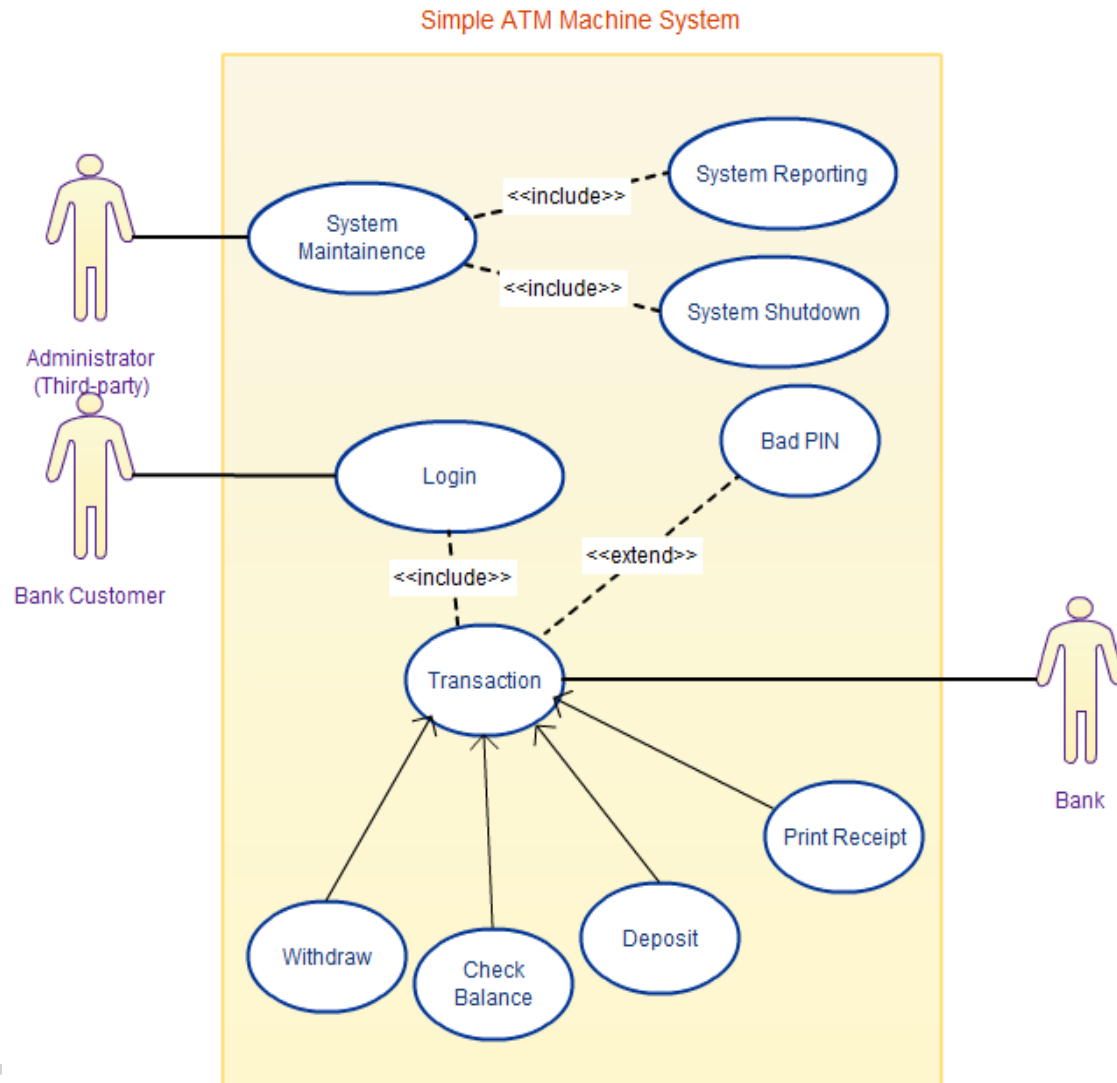 Simple ATM Machine System
System Reporting
<<include>>
System
Maintainence
<<include>>
System Shutdown
Administrator
(Third-party)
Bad PIN
Login
<<extend>>
<<include>>
Bank Customer
Transaction
Bank
Print Receipt
Deposit
Withdraw
Check
Balance